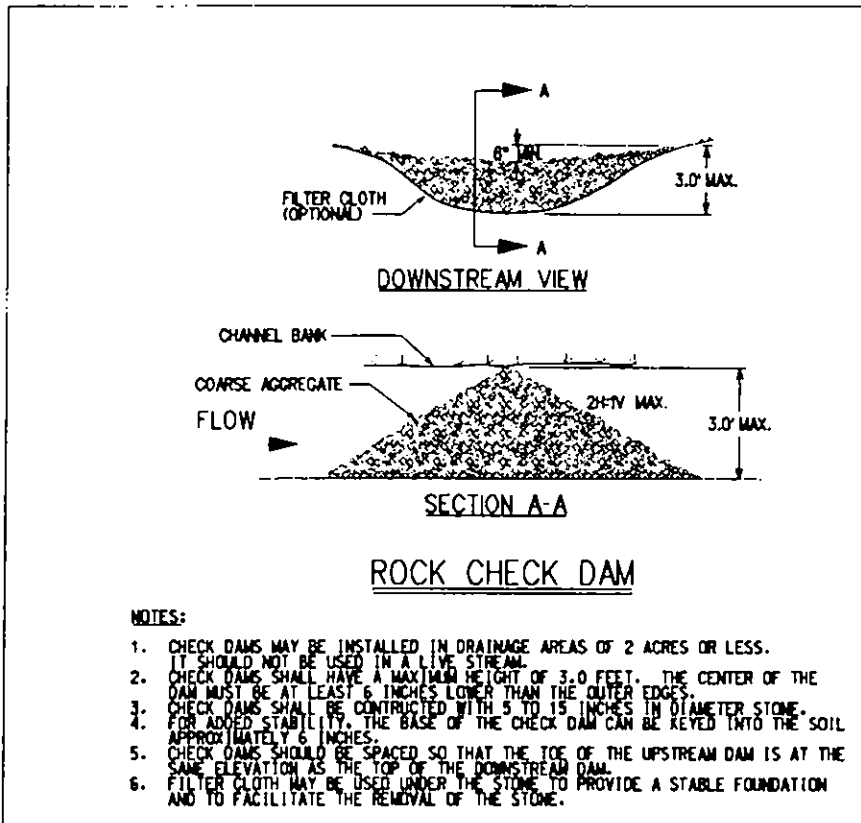 A
6" MIN.
3.0' MAX.
FILTER CLOTH
(OPTIONAL)
A
DOWNSTREAM VIEW
CHANNEL BANK
COARSE AGGREGATE
2H:1V MAX.
FLOW
3.0' MAX.
SECTION A-A
ROCK CHECK DAM
NOTES:
1. CHECK DAMS MAY BE INSTALLED IN DRAINAGE AREAS OF 2 ACRES OR LESS.
IT SHOULD NOT BE USED IN A LIVE STREAM.
2. CHECK DAMS SHALL HAVE A MAXIMUM HEIGHT OF 3.0 FEET. THE CENTER OF THE
DAM MUST BE AT LEAST 6 INCHES LOWER THAN THE OUTER EDGES.
3. CHECK DAMS SHALL BE CONTRUCTED WITH 5 TO 15 INCHES IN DIAMETER STONE.
4. FOR ADDED STABILITY, THE BASE OF THE CHECK DAM CAN BE KEYED INTO THE SOIL
APPROXIMATELY 6 INCHES.
5. CHECK DAMS SHOULD BE SPACED SO THAT THE TOE OF THE UPSTREAM DAM IS AT THE
SAME ELEVATION AS THE TOP OF THE DOWNSTREAM DAM.
6. FILTER CLOTH MAY BE USED UNDER THE STONE TO PROVIDE A STABLE FOUNDATION
AND TO FACILITATE THE REMOVAL OF THE STONE.